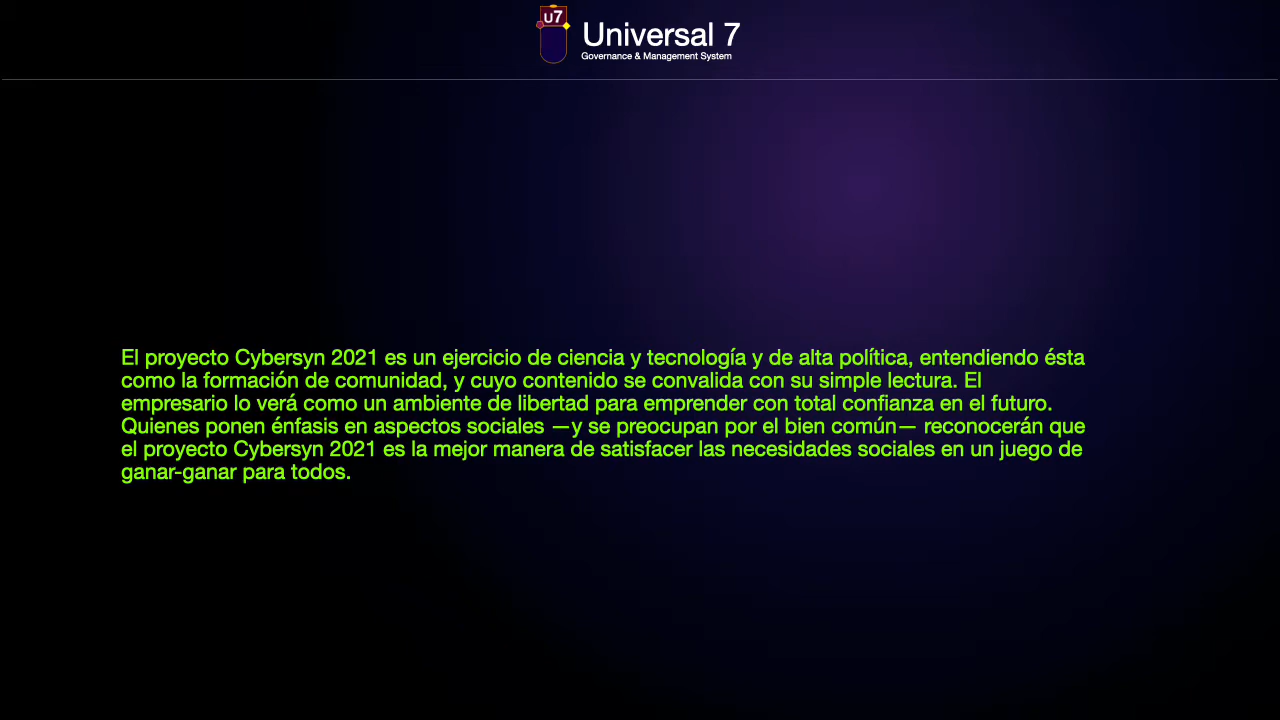 U7
Universal 7
Governance & Management System
El proyecto Cybersyn 2021 es un ejercicio de ciencia y tecnología y de alta política, entendiendo ésta
como la formación de comunidad, y cuyo contenido se convalida con su simple lectura. El
empresario lo verá como un ambiente de libertad para emprender con total confianza en el futuro.
Quienes ponen énfasis en aspectos sociales —y se preocupan por el bien común— reconocerán que
el proyecto Cybersyn 2021 es la mejor manera de satisfacer las necesidades sociales en un juego de
ganar-ganar para todos.